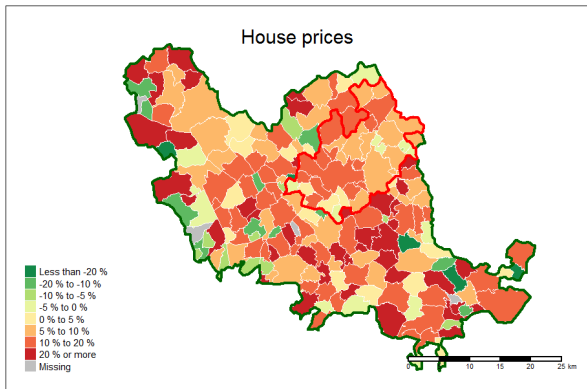 House prices
Less than -20 %
-20 % to -10 %
-10 % to -5 %
-5 % to 0 %
0 % to 5 %
5 % to 10 %
10 % to 20 %
20 % or more
Missing
0 5 10 15 20 25 km